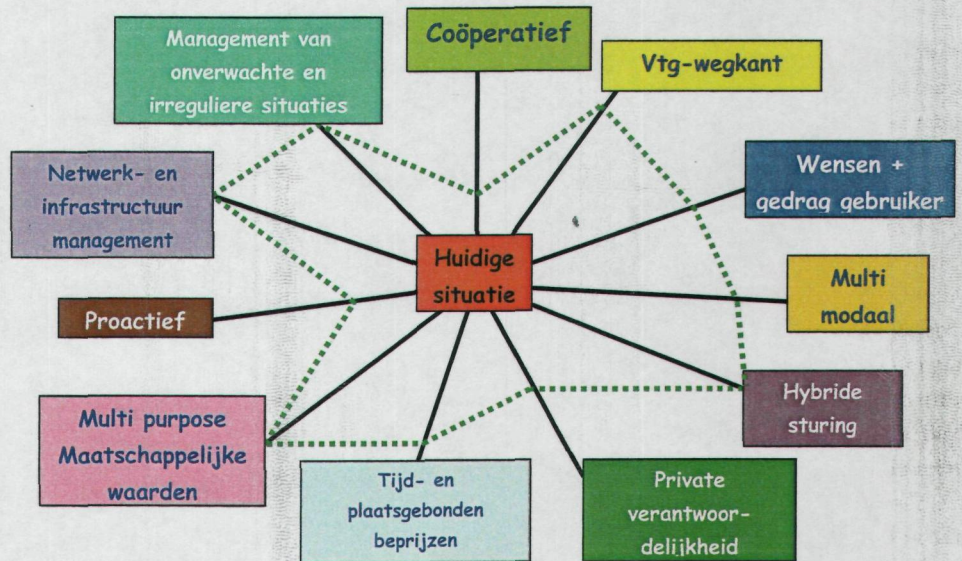 Coöperatief
Management van
onverwachte en
irreguliere situaties
Vtg-wegkant
Netwerk- en
infrastructuur
management
Wensen +
gedrag gebruiker
Huidige
situatie
Multi
modaal
Proactief
Hybride
sturing
Multi purpose
Maatschappelijke
waarden
Tijd- en
plaatsgebonden
beprijzen
Private
verantwoor-
delijkheid